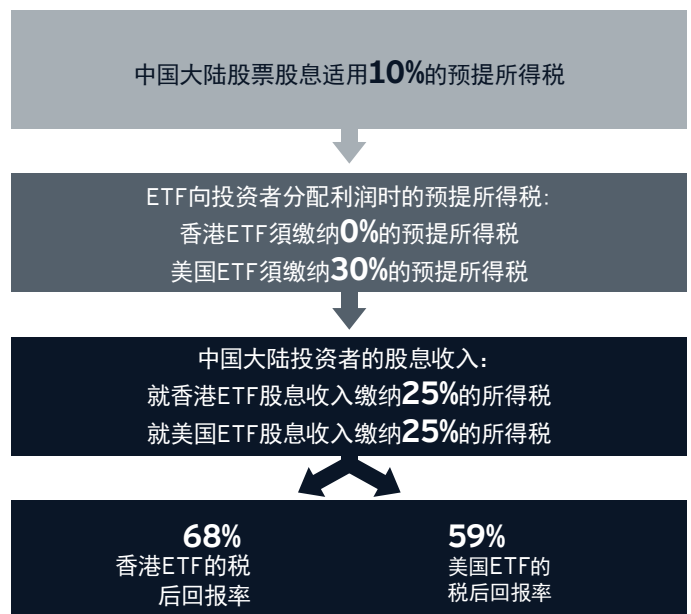 中国大陆股票股息适用10%的预提所得税
ETF向投资者分配利润时的预提所得税:
香港ETF須缴纳0%的预提所得税
美国ETF須缴纳30%的预提所得税
中国大陆投资者的股息收入:
就香港ETF股息收入缴纳25%的所得税
就美国ETF股息收入缴纳25%的所得税
68%
香港ETF的税
后回报率
59%
美国ETF的
税后回报率